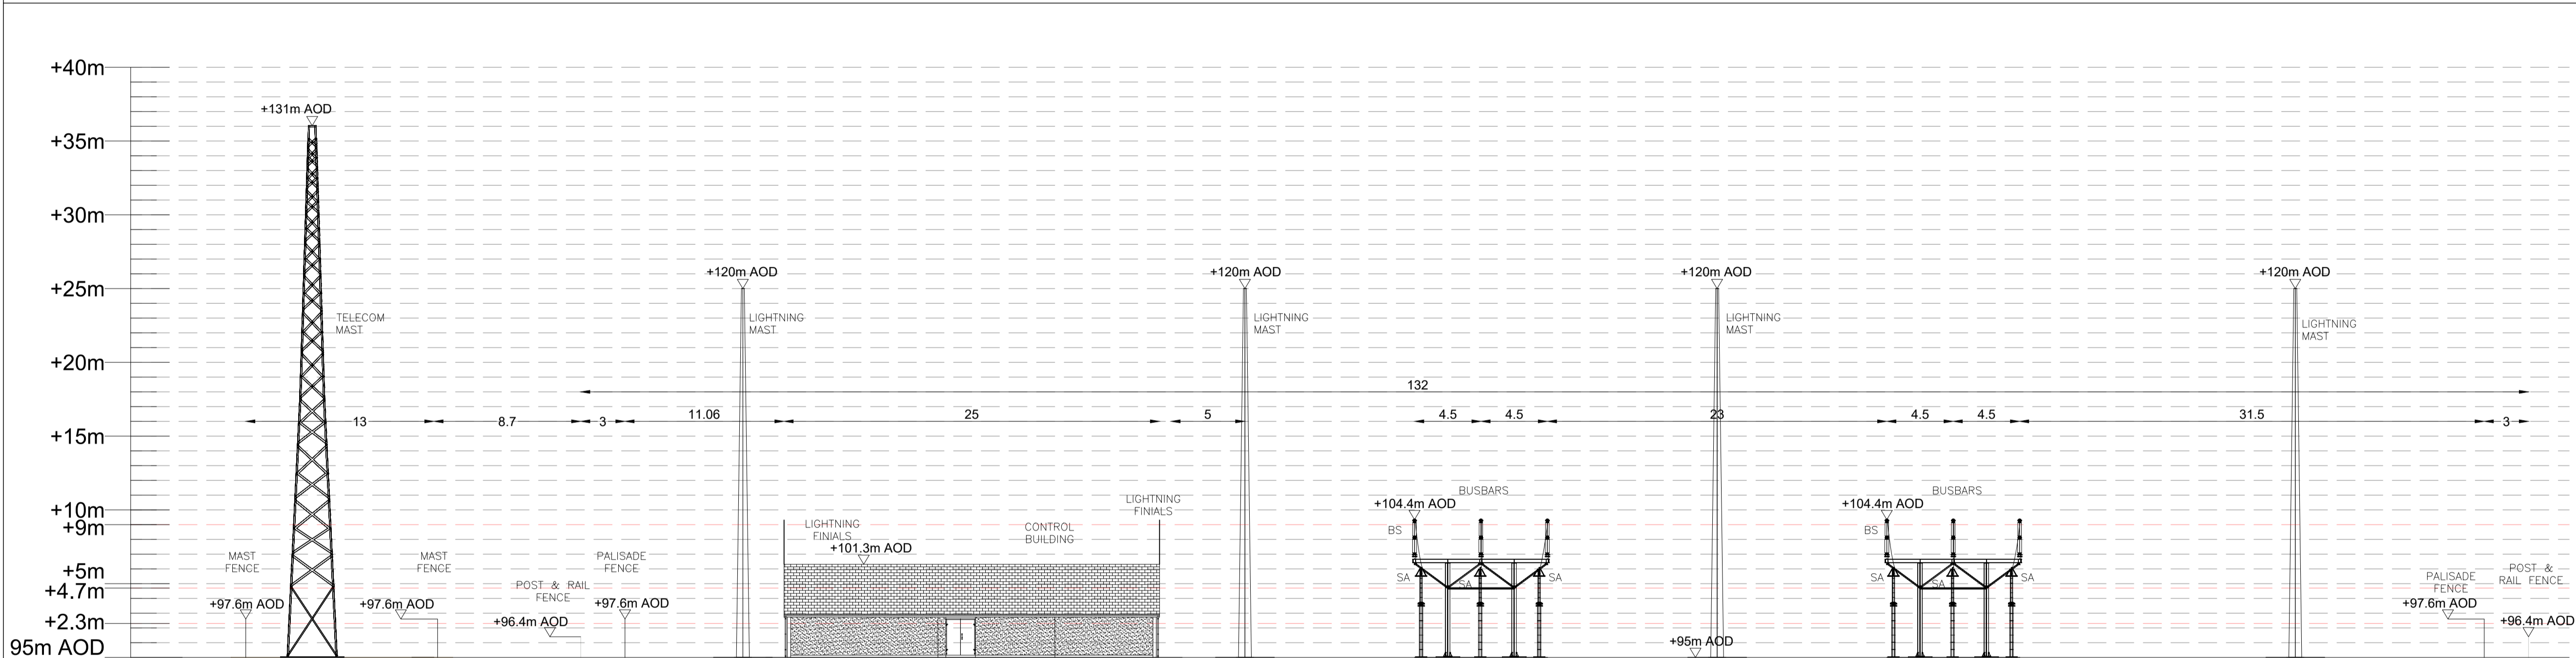 +40m
+131m AOD
+35m
+30m
+120m AOD
+120m AOD
+120m AOD
+120m AOD
+25m
TELECOM
MAST
LIGHTNING
MAST
LIGHTNING
MAST
LIGHTNING
MAST
LIGHTNING
MAST
+20m
132
13
8.7
3
11.06
25
5
4.5
4.5
23
4.5
4.5
31.5
3
+15m
+10m
+9m
LIGHTNING
FINIALS
CONTROL
BUILDING
LIGHTNING
FINIALS
+101.3m AOD
BUSBARS
+104.4m AOD
BS
BUSBARS
+104.4m AOD
BS
MAST
FENCE
MAST
FENCE
POST & RAIL
FENCE
PALISADE
FENCE
SA
SA
SA
SA
SA
SA
PALISADE
FENCE
POST &
RAIL FENCE
+5m
+4.7m
+97.6m AOD
+97.6m AOD
+96.4m AOD
+97.6m AOD
+95m AOD
+97.6m AOD
+96.4m AOD
+2.3m
95m AOD